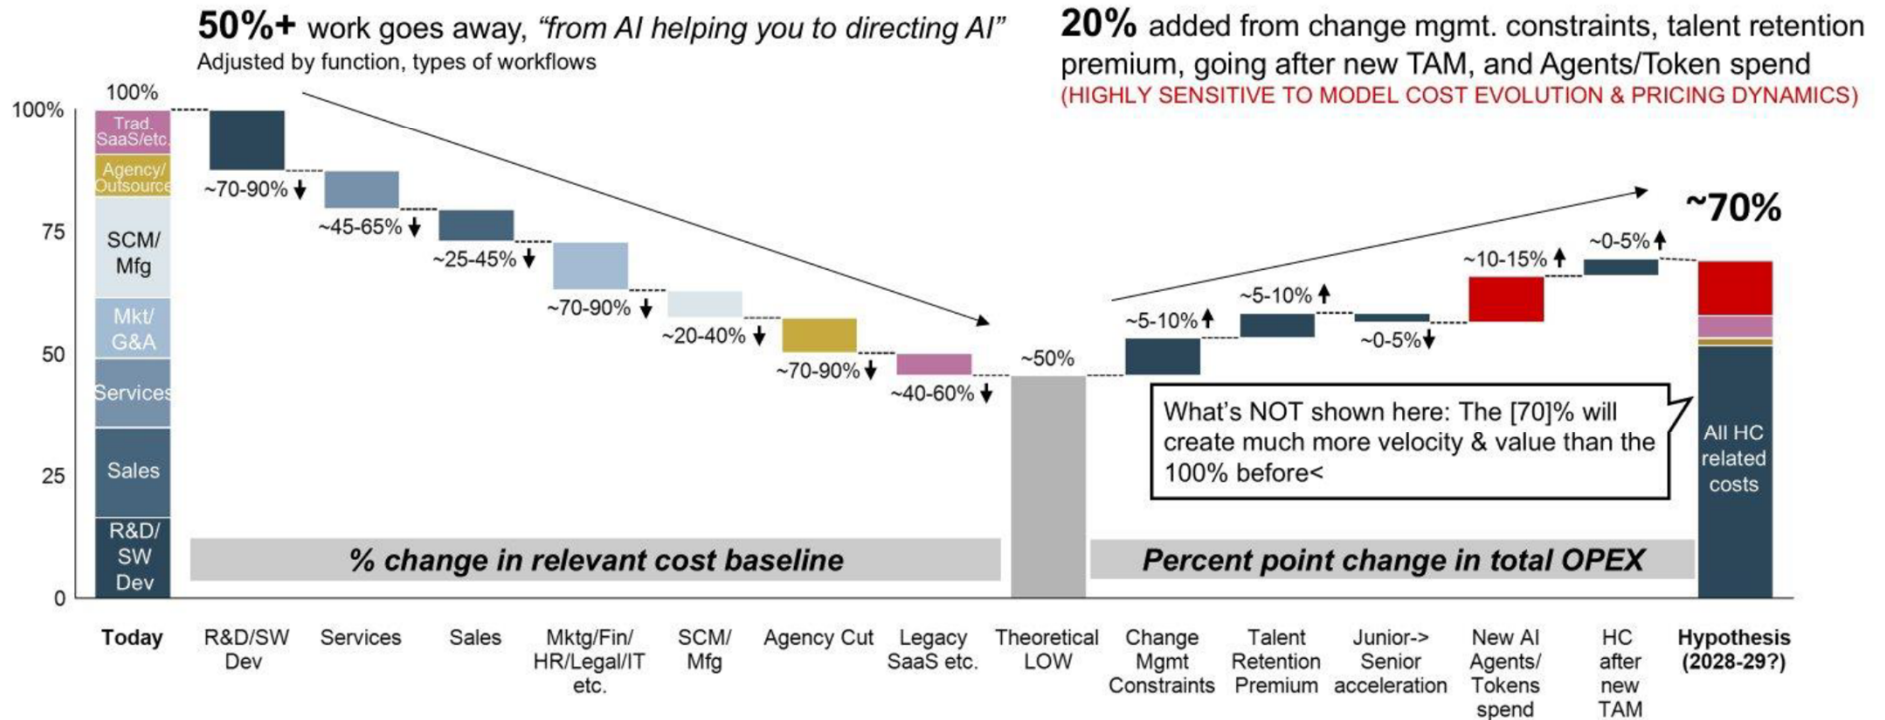 50%+ work goes away, “from AI helping you to directing AI”
Adjusted by function, types of workflows
20% added from change mgmt. constraints, talent retention
premium, going after new TAM, and Agents/Token spend
(HIGHLY SENSITIVE TO MODEL COST EVOLUTION & PRICING DYNAMICS)
100%
75
50
25
0
100%
Trad.
SaaS/etc.
Agency/
Outsource
SCM/
Mfg
Mkt/
G&A
Services
Sales
R&D/
SW
Dev
~70-90%
~45-65%
~25-45%
~70-90%
~20-40%
~70-90%
~40-60%
~50%
~5-10%
~5-10%
~0-5%
~10-15%
~0-5%
~70%
What’s NOT shown here: The [70]% will
create much more velocity & value than the
100% before<
All HC
related
costs
% change in relevant cost baseline
Percent point change in total OPEX
Today
R&D/SW
Dev
Services
Sales
Mktg/Fin/
HR/Legal/IT
etc.
SCM/
Mfg
Agency Cut
Legacy
SaaS etc.
Theoretical
LOW
Change
Mgmt
Constraints
Talent
Retention
Premium
Junior->
Senior
acceleration
New AI
Agents/
Tokens
spend
HC
after
new
TAM
Hypothesis
(2028-29?)